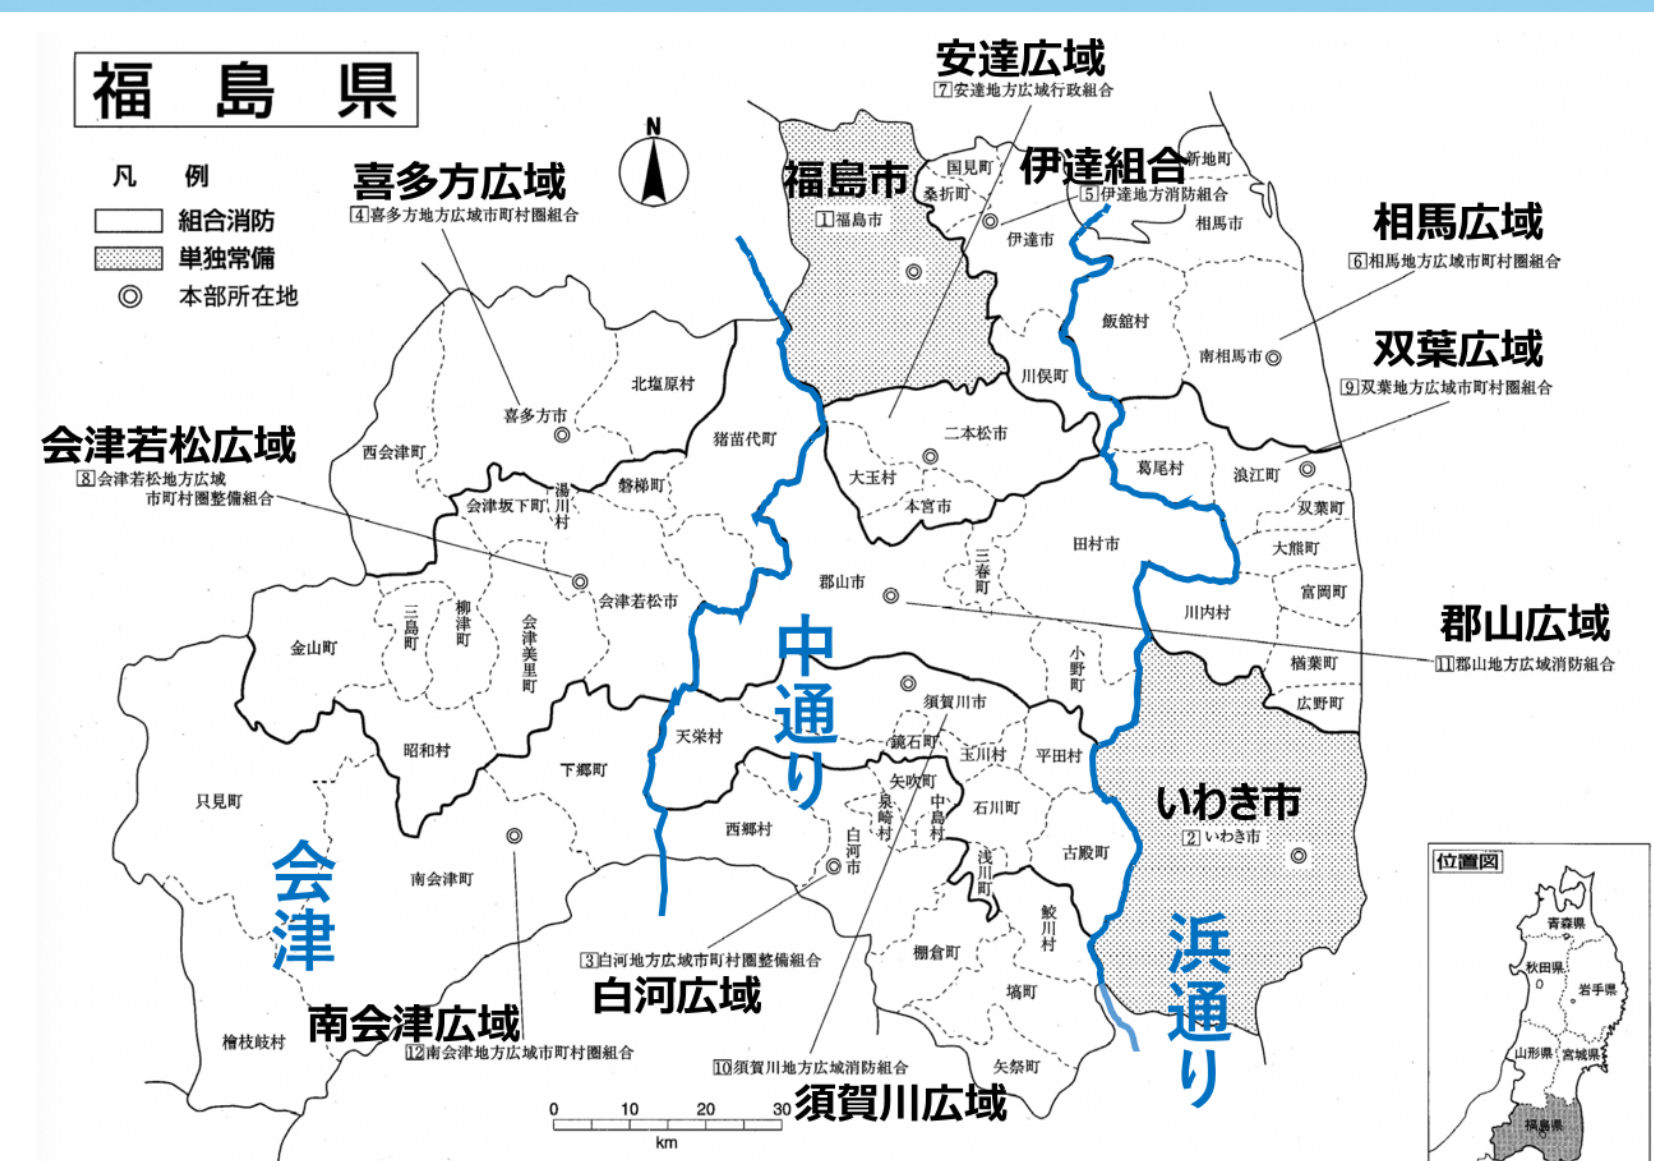 福島県
凡例
組合消防
単独常備
本部所在地
N
安達広域
7安達地方広域行政組合
喜多方広域
4喜多方地方広域市町村圏組合
福島市
1福島市
国見町
桑折町
伊達組合
5伊達地方消防組合
伊達市
新地町
相馬市
相馬広域
6相馬地方広域市町村圏組合
飯舘村
南相馬市
川俣町
双葉広域
9双葉地方広域市町村圏組合
北塩原村
喜多方市
西会津町
猪苗代町
二本松市
大玉村
本宮市
葛尾村
浪江町
双葉町
大熊町
富岡町
川内村
楢葉町
広野町
会津若松広域
8会津若松地方広域
市町村圏整備組合
会津坂下町
湯川村
磐梯町
会津若松市
郡山市
三春町
田村市
小野町
郡山広域
11郡山地方広域消防組合
金山町
三島町
柳津町
会津美里町
昭和村
下郷町
只見町
南会津町
檜枝岐村
中通り
天栄村
須賀川市
鏡石町
玉川村
平田村
矢吹町
泉崎村
中島村
石川町
西郷村
白河市
浅川町
古殿町
鮫川村
棚倉町
塙町
矢祭町
いわき市
2いわき市
会津
浜通り
3白河地方広域市町村圏整備組合
白河広域
南会津広域
12南会津地方広域市町村圏組合
10須賀川地方広域消防組合
須賀川広域
0 10 20 30
km
位置図
青森県
秋田県
岩手県
山形県
宮城県
福島県